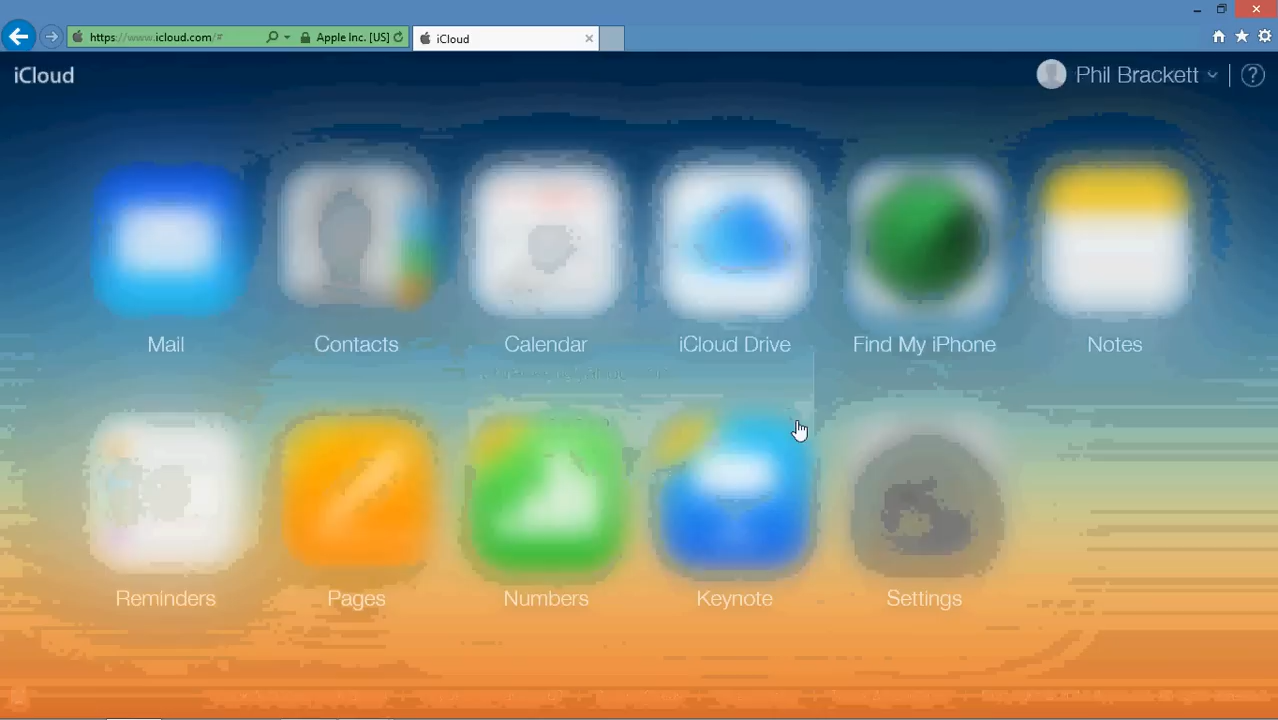 https://www.icloud.com/#
Apple Inc. [US]
iCloud
iCloud
Phil Brackett
?
Mail
Contacts
Calendar
iCloud Drive
Find My iPhone
Notes
Reminders
Pages
Numbers
Keynote
Settings